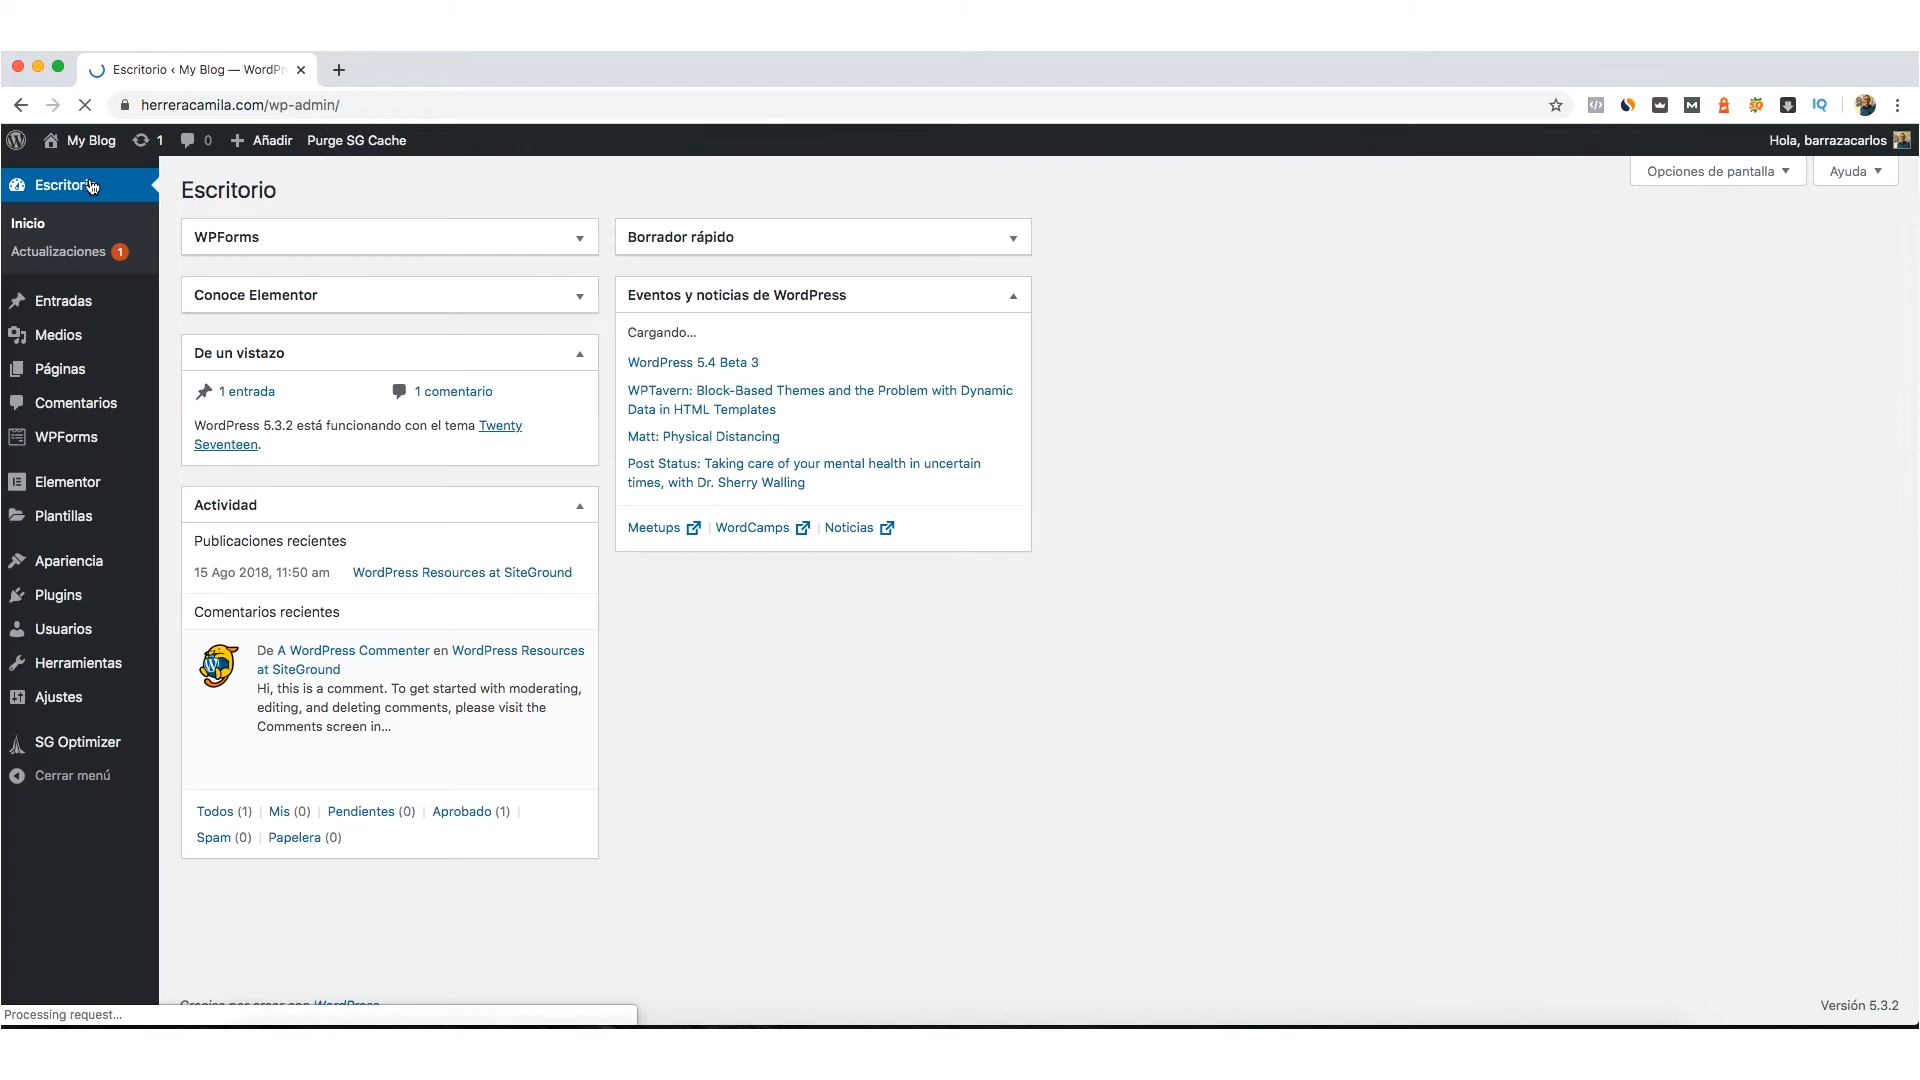 Escritorio ‹ My Blog — WordPr
herreracamila.com/wp-admin/
My Blog 1 0 Añadir Purge SG Cache
Hola, barrazacarlos
Escritorio
Inicio
Actualizaciones 1
Entradas
Medios
Páginas
Comentarios
WPForms
Elementor
Plantillas
Apariencia
Plugins
Usuarios
Herramientas
Ajustes
SG Optimizer
Cerrar menú
Opciones de pantalla
Ayuda
Escritorio
WPForms
Conoce Elementor
De un vistazo
1 entrada
1 comentario
WordPress 5.3.2 está funcionando con el tema Twenty
Seventeen.
Actividad
Publicaciones recientes
15 Ago 2018, 11:50 am WordPress Resources at SiteGround
Comentarios recientes
De A WordPress Commenter en WordPress Resources
at SiteGround
Hi, this is a comment. To get started with moderating,
editing, and deleting comments, please visit the
Comments screen in…
Todos (1) | Mis (0) | Pendientes (0) | Aprobado (1) |
Spam (0) | Papelera (0)
Borrador rápido
Eventos y noticias de WordPress
Cargando…
WordPress 5.4 Beta 3
WPTavern: Block-Based Themes and the Problem with Dynamic
Data in HTML Templates
Matt: Physical Distancing
Post Status: Taking care of your mental health in uncertain
times, with Dr. Sherry Walling
Meetups | WordCamps | Noticias
Gracias por crear con WordPress
Versión 5.3.2
Processing request...